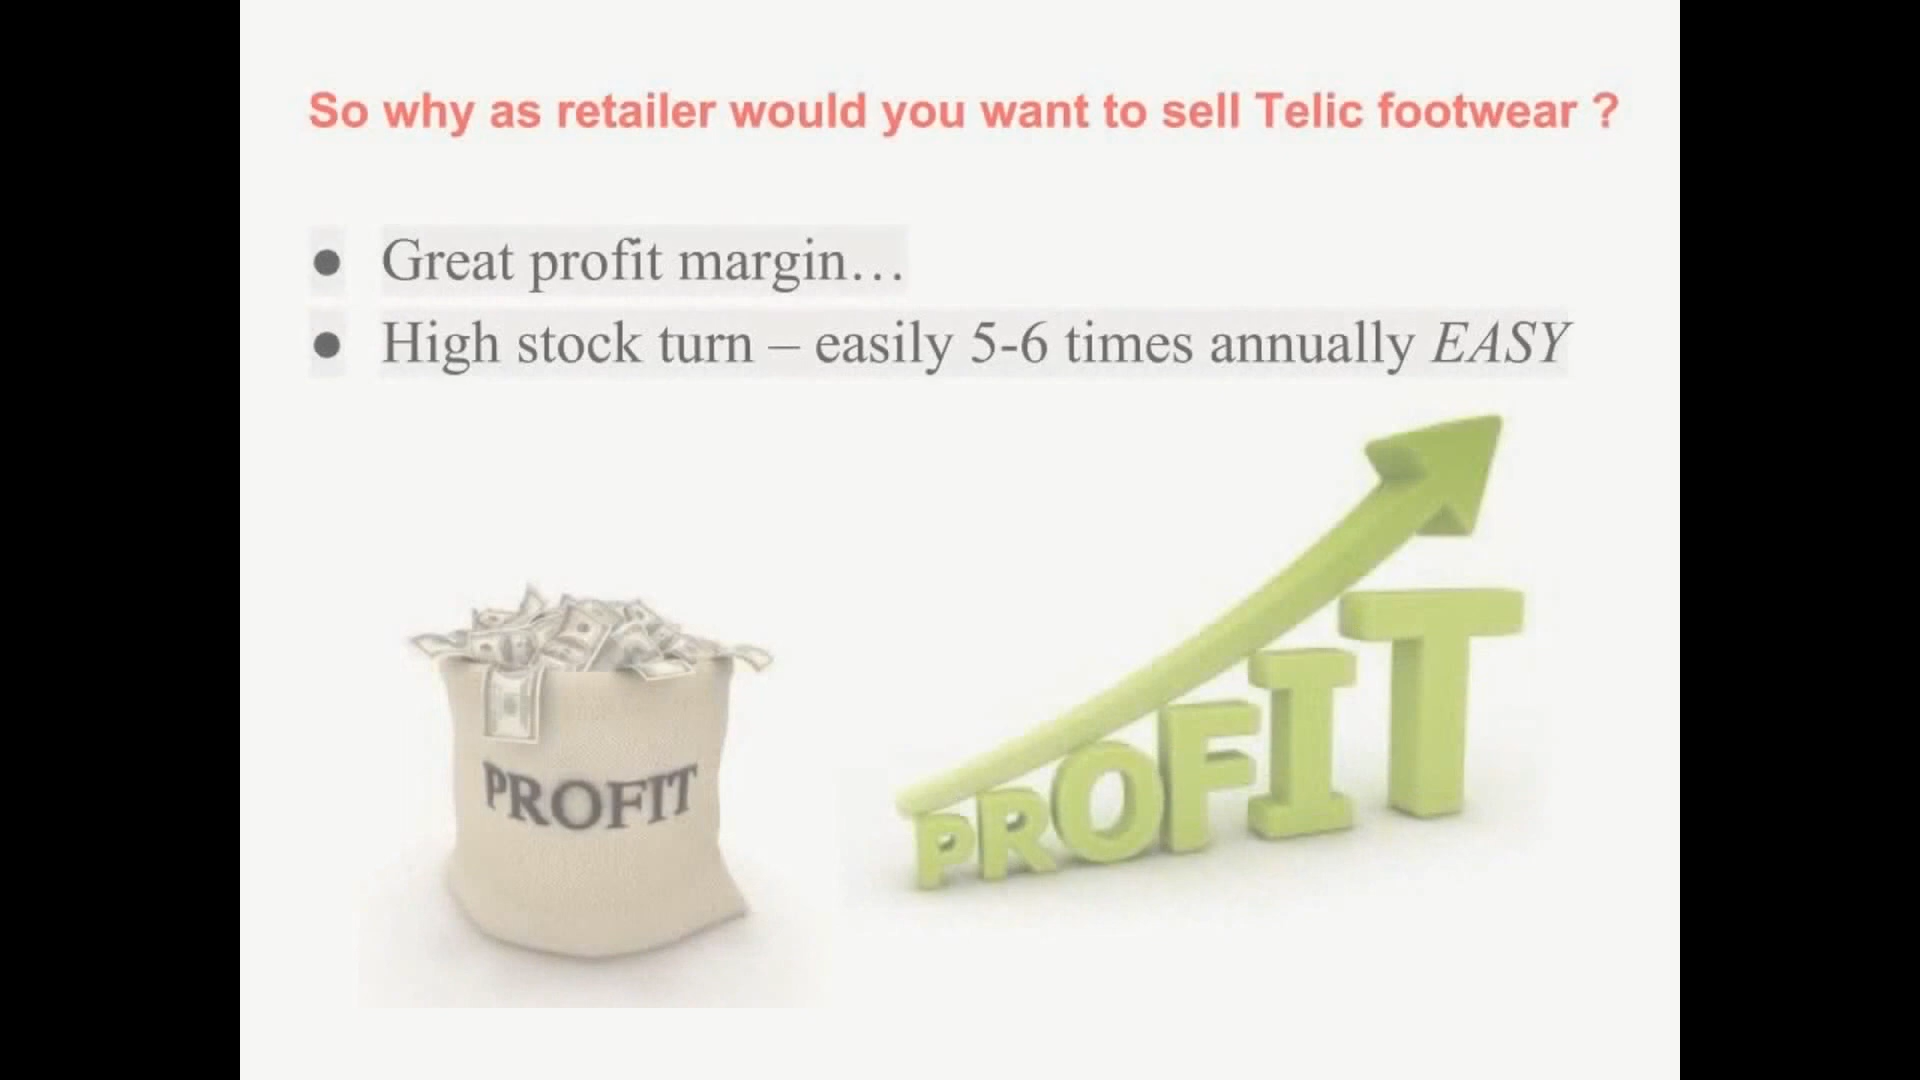 So why as retailer would you want to sell Telic footwear ?
● Great profit margin…
● High stock turn – easily 5-6 times annually EASY
PROFIT
PROFIT